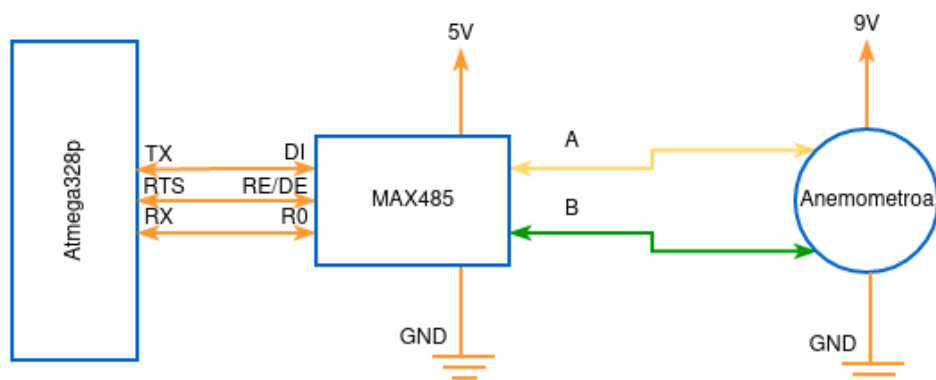 5V
9V
Atmega328p
TX
DI
A
RTS
RE/DE
MAX485
Anemometroa
RX
R0
B
GND
GND